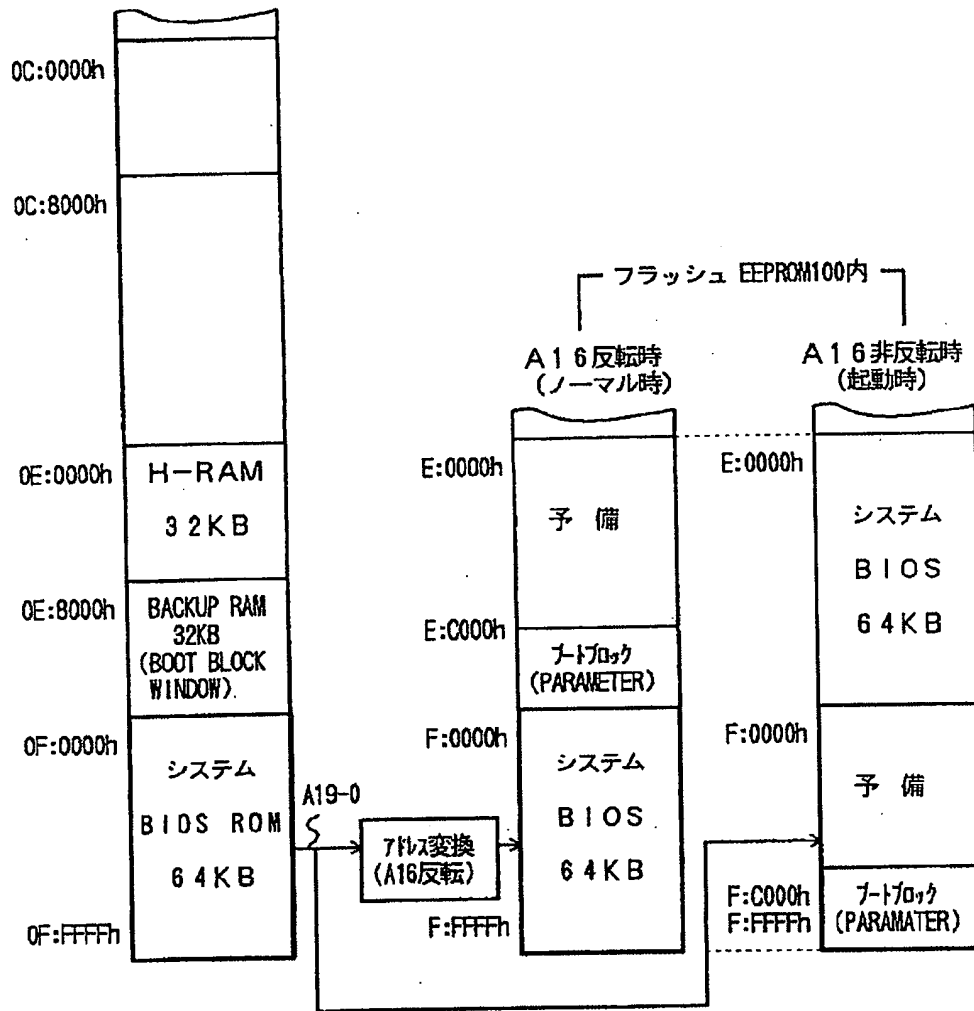 0C:0000h
0C:8000h
0E:0000h
H-RAM
32KB
0E:8000h
BACKUP RAM
32KB
(BOOT BLOCK
WINDOW).
0F:0000h
システム
BIOS ROM
64KB
0F:FFFFh
A19-0
アドレス変換
(A16反転)
フラッシュ EEPROM100内
A16反転時
(ノーマル時)
E:0000h
予備
E:C000h
ブートブロック
(PARAMETER)
F:0000h
システム
BIOS
64KB
F:FFFFh
A16非反転時
(起動時)
E:0000h
システム
BIOS
64KB
F:0000h
予備
F:C000h
F:FFFFh
ブートブロック
(PARAMATER)